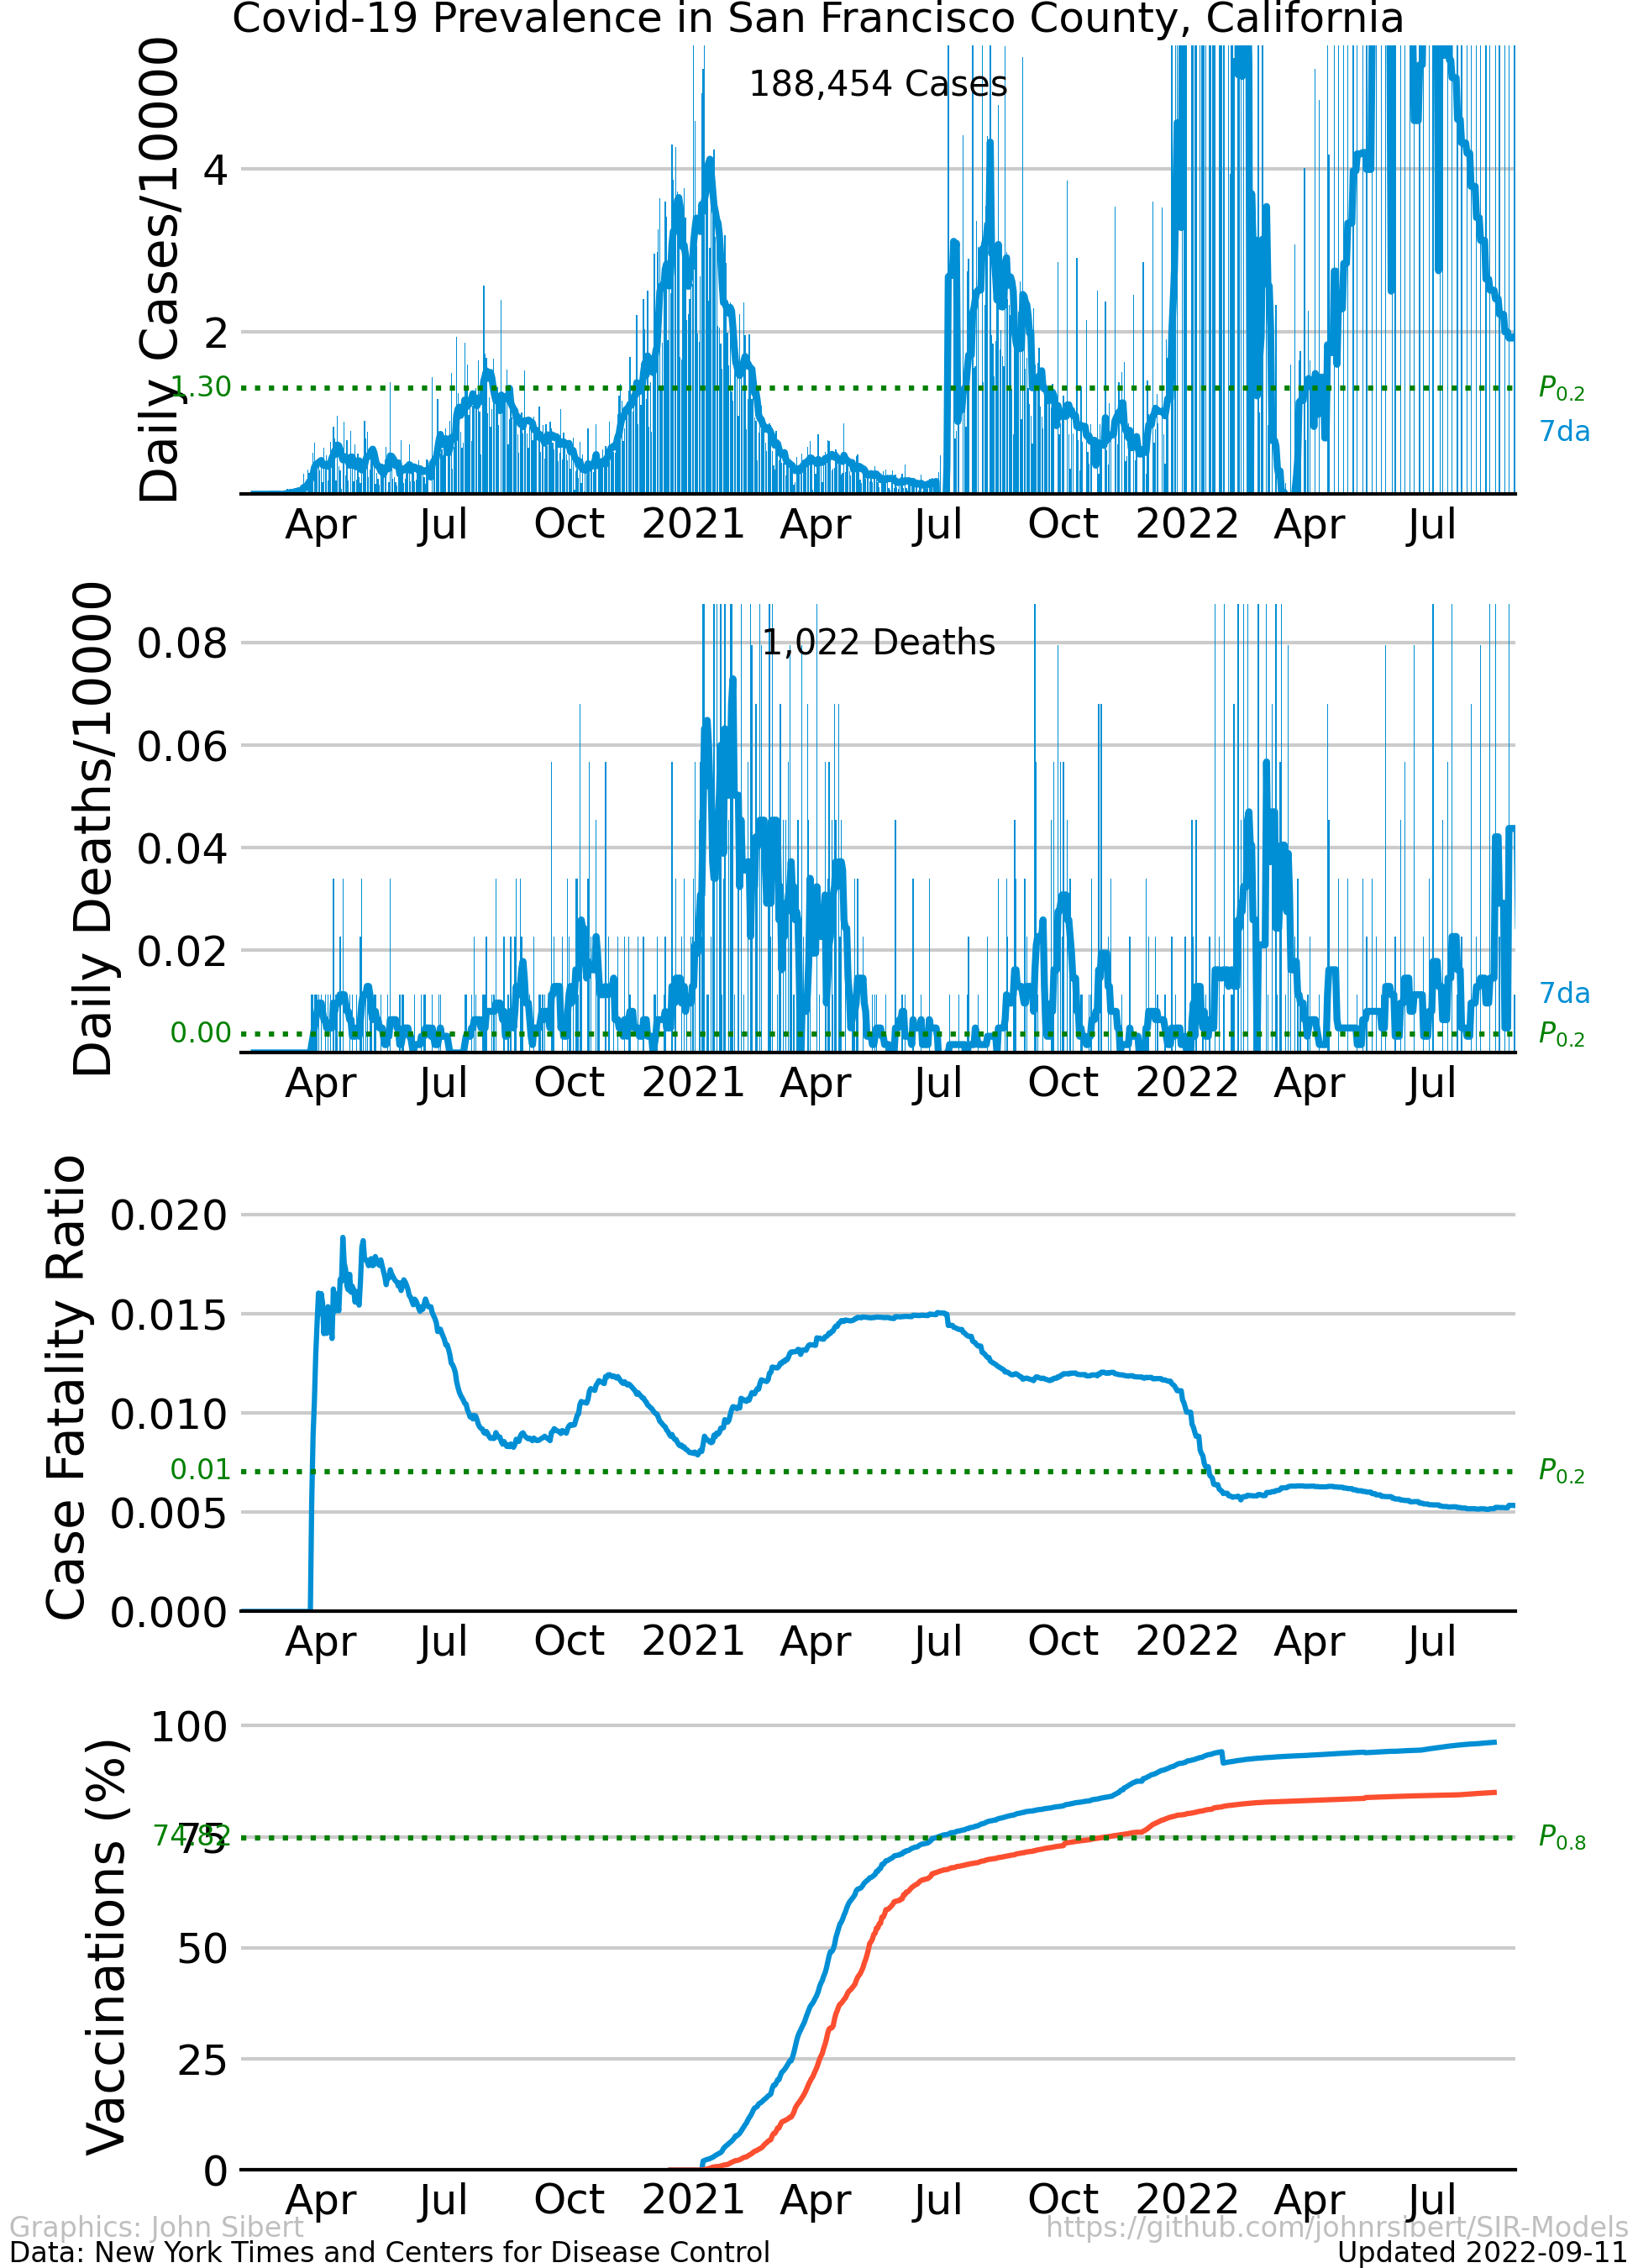 Covid-19 Prevalence in San Francisco County, California
Daily Cases/10000
188,454 Cases
4
2
1.30
P0.2
7da
Apr Jul Oct 2021 Apr Jul Oct 2022 Apr Jul
Daily Deaths/10000
1,022 Deaths
0.08
0.06
0.04
0.02
0.00
7da
P0.2
Apr Jul Oct 2021 Apr Jul Oct 2022 Apr Jul
Case Fatality Ratio
0.020
0.015
0.010
0.01
P0.2
0.005
0.000
Apr Jul Oct 2021 Apr Jul Oct 2022 Apr Jul
Vaccinations (%)
100
75
74.82
P0.8
50
25
0
Apr Jul Oct 2021 Apr Jul Oct 2022 Apr Jul
Graphics: John Sibert
https://github.com/johnrsibert/SIR-Models
Data: New York Times and Centers for Disease Control
Updated 2022-09-11